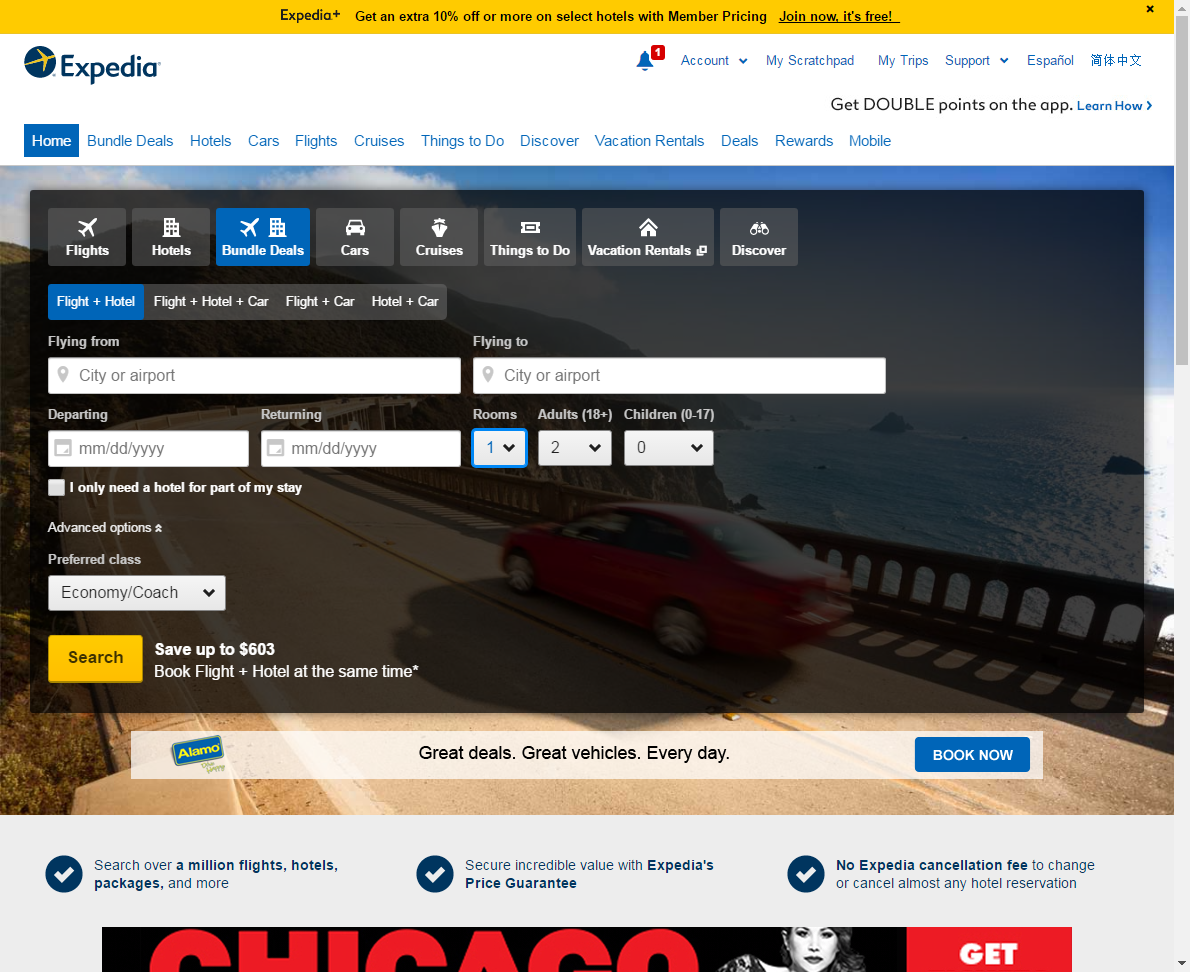 Expedia+ Get an extra 10% off or more on select hotels with Member Pricing Join now, it's free!
Expedia
1 Account My Scratchpad My Trips Support Español 简体中文
Get DOUBLE points on the app. Learn How
Home Bundle Deals Hotels Cars Flights Cruises Things to Do Discover Vacation Rentals Deals Rewards Mobile
Flights Hotels Bundle Deals Cars Cruises Things to Do Vacation Rentals Discover
Flight + Hotel Flight + Hotel + Car Flight + Car Hotel + Car
Flying from Flying to
City or airport City or airport
Departing Returning Rooms Adults (18+) Children (0-17)
mm/dd/yyyy mm/dd/yyyy 1 2 0
I only need a hotel for part of my stay
Advanced options
Preferred class
Economy/Coach
Search
Save up to $603
Book Flight + Hotel at the same time*
Alamo Great deals. Great vehicles. Every day. BOOK NOW
Search over a million flights, hotels,
packages, and more
Secure incredible value with Expedia's
Price Guarantee
No Expedia cancellation fee to change
or cancel almost any hotel reservation
CHICAGO GET